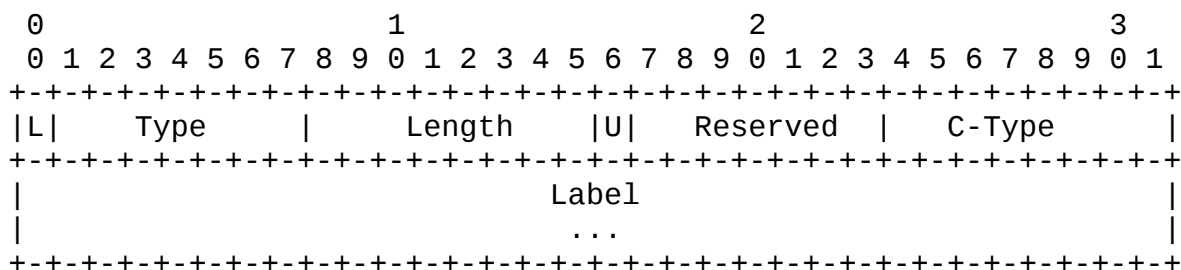 0                   1                   2                   3
 0 1 2 3 4 5 6 7 8 9 0 1 2 3 4 5 6 7 8 9 0 1 2 3 4 5 6 7 8 9 0 1
+-+-+-+-+-+-+-+-+-+-+-+-+-+-+-+-+-+-+-+-+-+-+-+-+-+-+-+-+-+-+-+-+
|L|    Type     |     Length    |U|   Reserved  |   C-Type      |
+-+-+-+-+-+-+-+-+-+-+-+-+-+-+-+-+-+-+-+-+-+-+-+-+-+-+-+-+-+-+-+-+
|                             Label                             |
|                              ...                              |
+-+-+-+-+-+-+-+-+-+-+-+-+-+-+-+-+-+-+-+-+-+-+-+-+-+-+-+-+-+-+-+-+